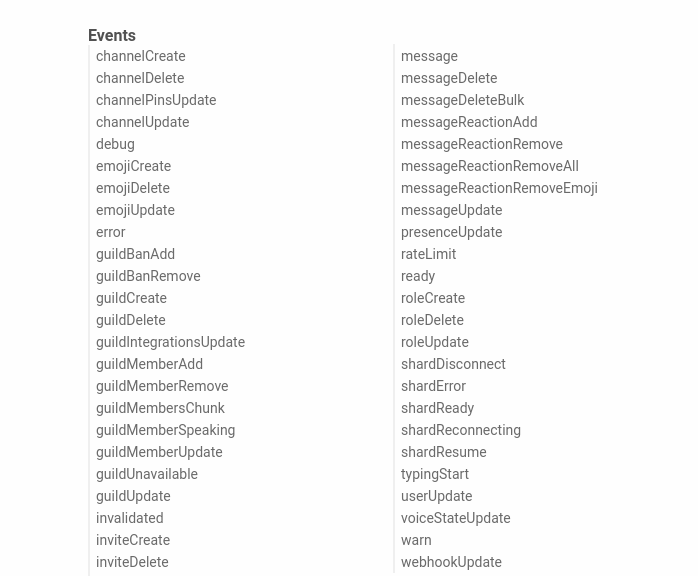 Events
channelCreate
channelDelete
channelPinsUpdate
channelUpdate
debug
emojiCreate
emojiDelete
emojiUpdate
error
guildBanAdd
guildBanRemove
guildCreate
guildDelete
guildIntegrationsUpdate
guildMemberAdd
guildMemberRemove
guildMembersChunk
guildMemberSpeaking
guildMemberUpdate
guildUnavailable
guildUpdate
invalidated
inviteCreate
inviteDelete
message
messageDelete
messageDeleteBulk
messageReactionAdd
messageReactionRemove
messageReactionRemoveAll
messageReactionRemoveEmoji
messageUpdate
presenceUpdate
rateLimit
ready
roleCreate
roleDelete
roleUpdate
shardDisconnect
shardError
shardReady
shardReconnecting
shardResume
typingStart
userUpdate
voiceStateUpdate
warn
webhookUpdate